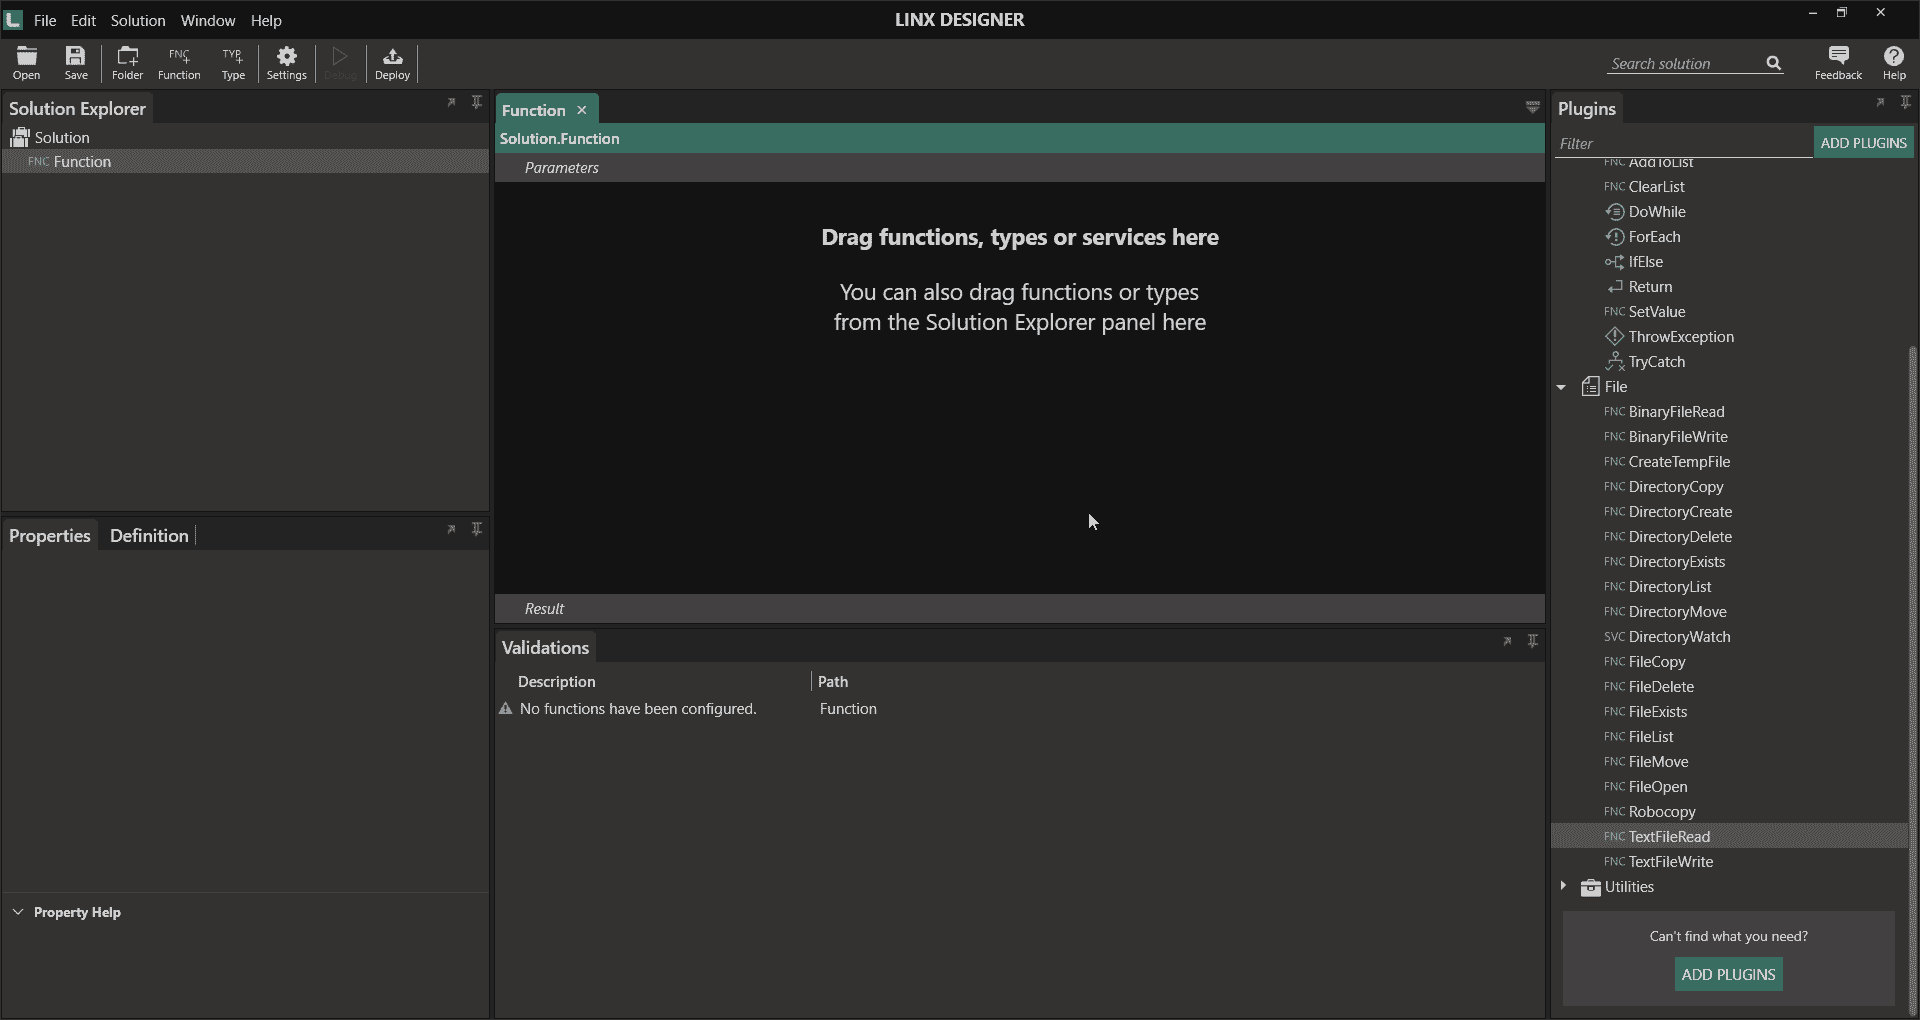 File Edit Solution Window Help
LINX DESIGNER
Open Save Folder FNC Function TYP Type Settings Debug Deploy
Search solution
Feedback Help
Solution Explorer
Solution
FNC Function
Properties Definition
Property Help
Function
Solution.Function
Parameters
Drag functions, types or services here
You can also drag functions or types
from the Solution Explorer panel here
Result
Validations
Description Path
No functions have been configured. Function
Plugins
Filter ADD PLUGINS
FNC AddToList
FNC ClearList
DoWhile
ForEach
IfElse
Return
FNC SetValue
ThrowException
TryCatch
File
FNC BinaryFileRead
FNC BinaryFileWrite
FNC CreateTempFile
FNC DirectoryCopy
FNC DirectoryCreate
FNC DirectoryDelete
FNC DirectoryExists
FNC DirectoryList
FNC DirectoryMove
SVC DirectoryWatch
FNC FileCopy
FNC FileDelete
FNC FileExists
FNC FileList
FNC FileMove
FNC FileOpen
FNC Robocopy
FNC TextFileRead
FNC TextFileWrite
Utilities
Can't find what you need?
ADD PLUGINS